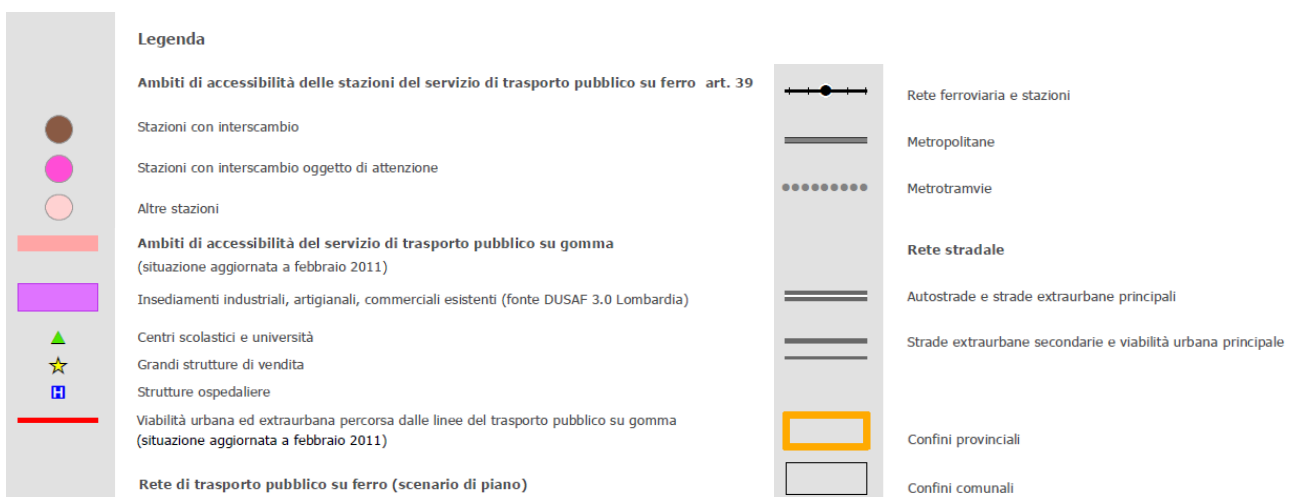 Legenda
Ambiti di accessibilità delle stazioni del servizio di trasporto pubblico su ferro art. 39
Stazioni con interscambio
Stazioni con interscambio oggetto di attenzione
Altre stazioni
Ambiti di accessibilità del servizio di trasporto pubblico su gomma
(situazione aggiornata a febbraio 2011)
Insediamenti industriali, artigianali, commerciali esistenti (fonte DUSAF 3.0 Lombardia)
Centri scolastici e università
Grandi strutture di vendita
H
Strutture ospedaliere
Viabilità urbana ed extraurbana percorsa dalle linee del trasporto pubblico su gomma
(situazione aggiornata a febbraio 2011)
Rete di trasporto pubblico su ferro (scenario di piano)
Rete ferroviaria e stazioni
Metropolitane
Metrotramvie
Rete stradale
Autostrade e strade extraurbane principali
Strade extraurbane secondarie e viabilità urbana principale
Confini provinciali
Confini comunali